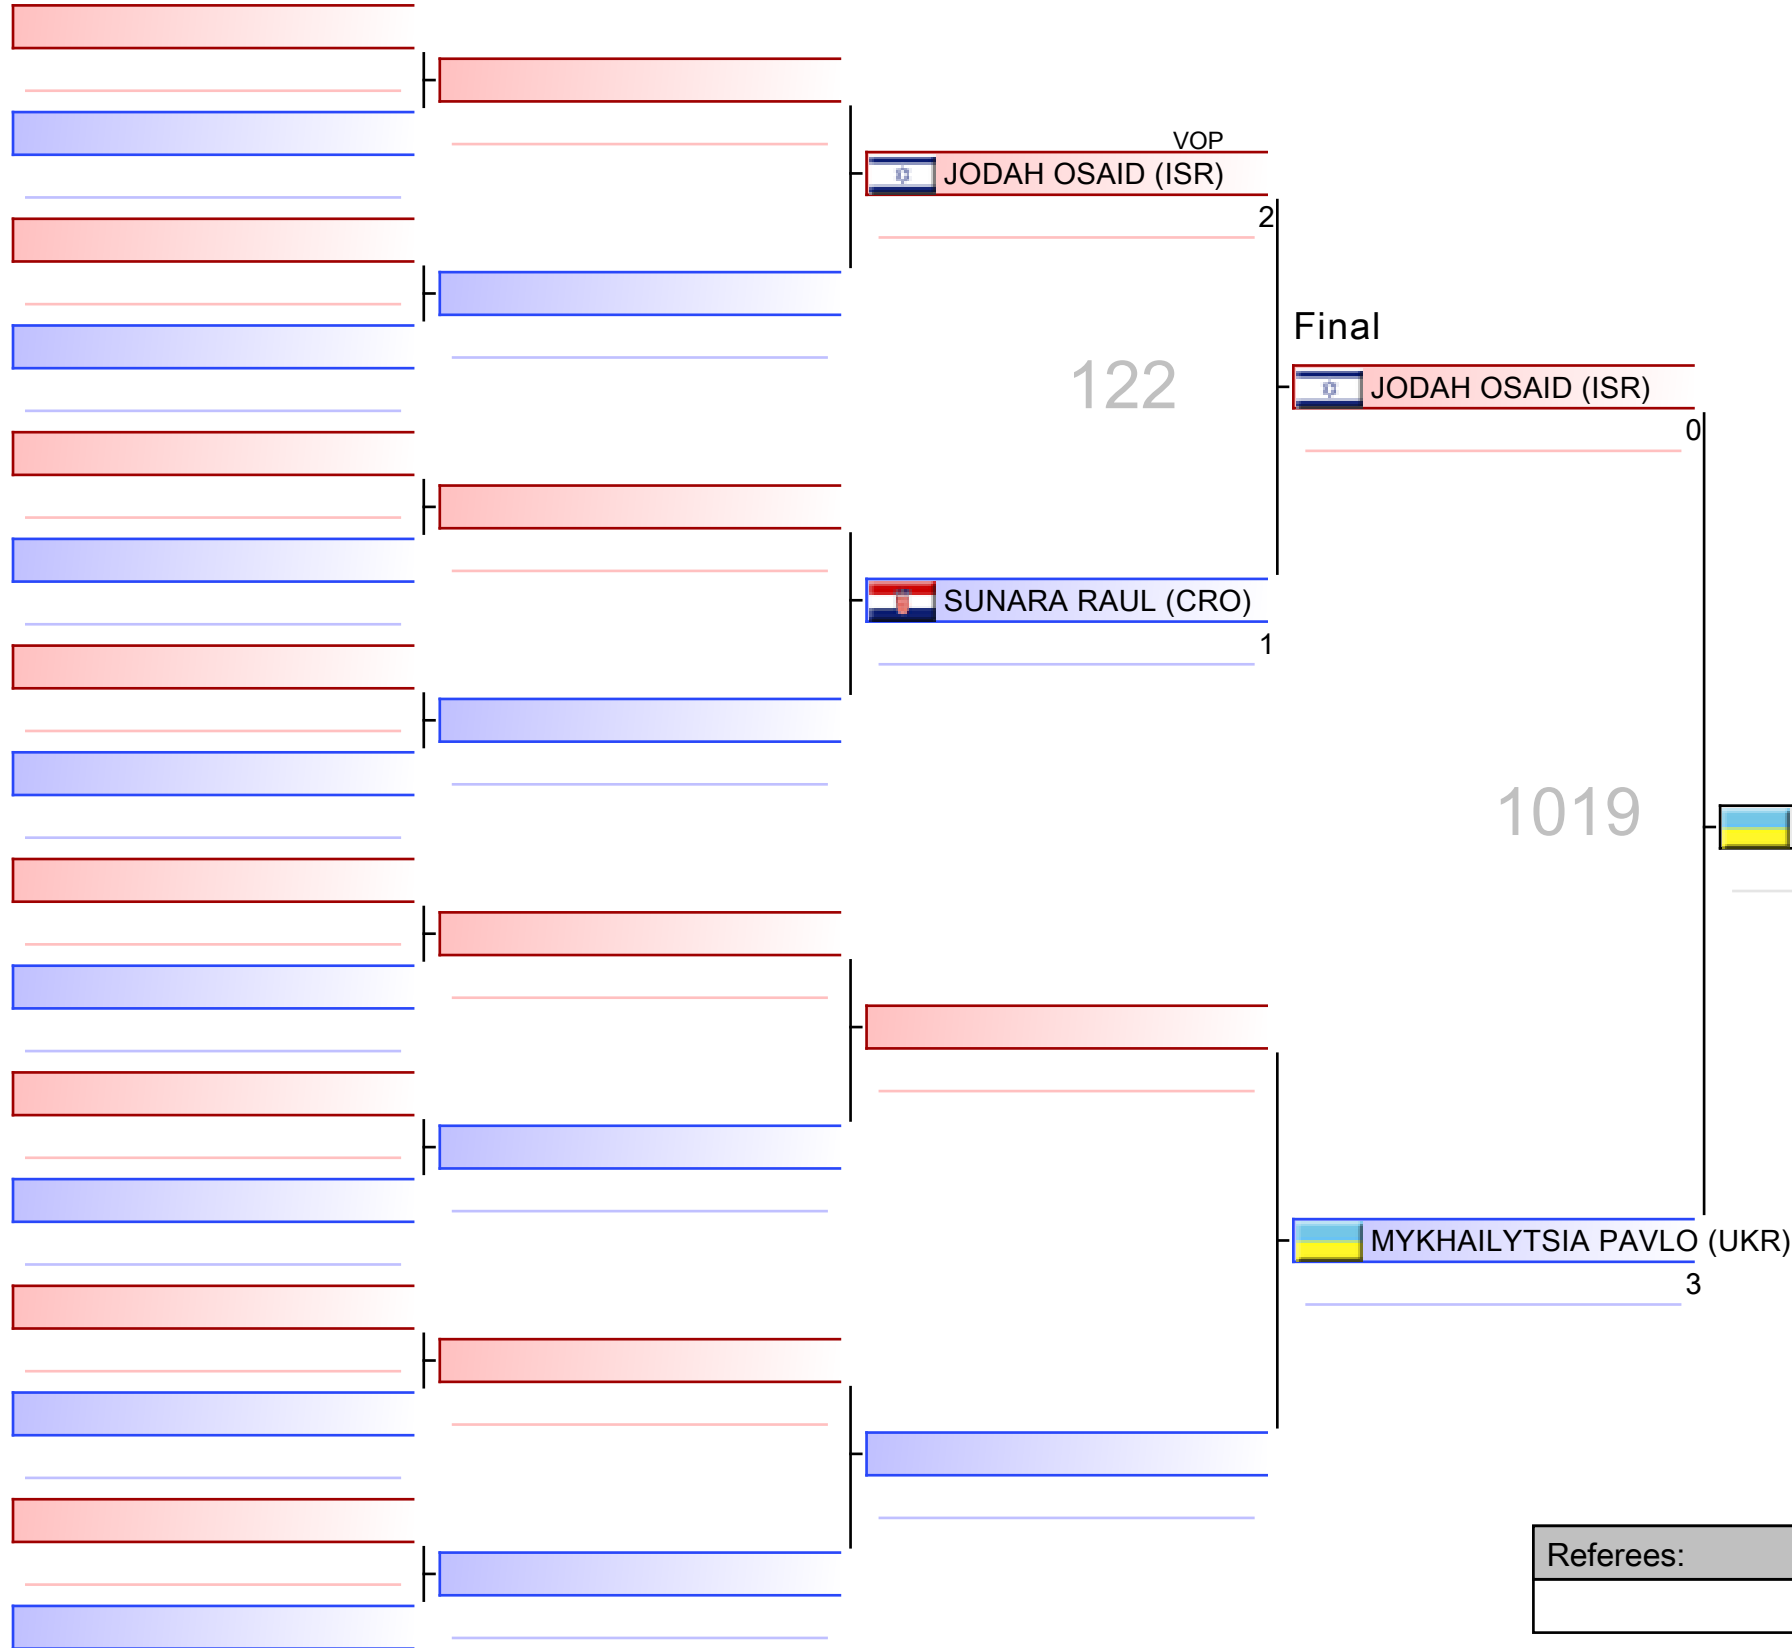 VOP
JODAH OSAID (ISR)
2
Final
122
JODAH OSAID (ISR)
0
SUNARA RAUL (CRO)
1
1019
MYKHAILYTSIA PAVLO (UKR)
3
Referees: